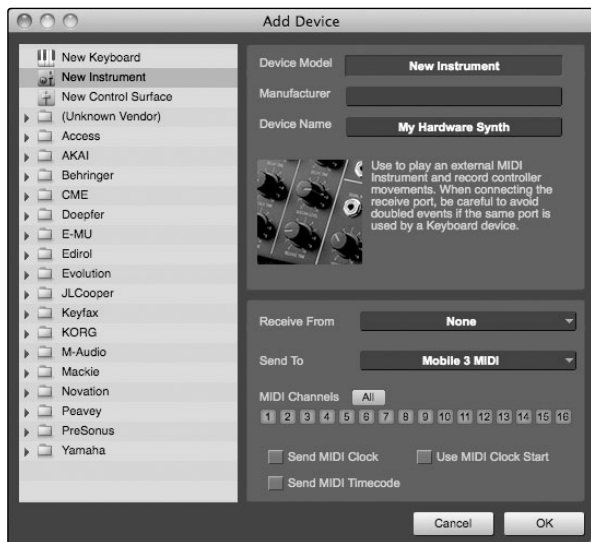 Add Device
New Keyboard
New Instrument
New Control Surface
(Unknown Vendor)
Access
AKAI
Behringer
CME
Doepfer
E-MU
Edirol
Evolution
JLCooper
Keyfax
KORG
M-Audio
Mackie
Novation
Peavey
PreSonus
Yamaha
Device Model New Instrument
Manufacturer
Device Name My Hardware Synth
Use to play an external MIDI
Instrument and record controller
movements. When connecting the
receive port, be careful to avoid
doubled events if the same port is
used by a Keyboard device.
Receive From None
Send To Mobile 3 MIDI
MIDI Channels All
1 2 3 4 5 6 7 8 9 10 11 12 13 14 15 16
Send MIDI Clock Use MIDI Clock Start
Send MIDI Timecode
Cancel OK